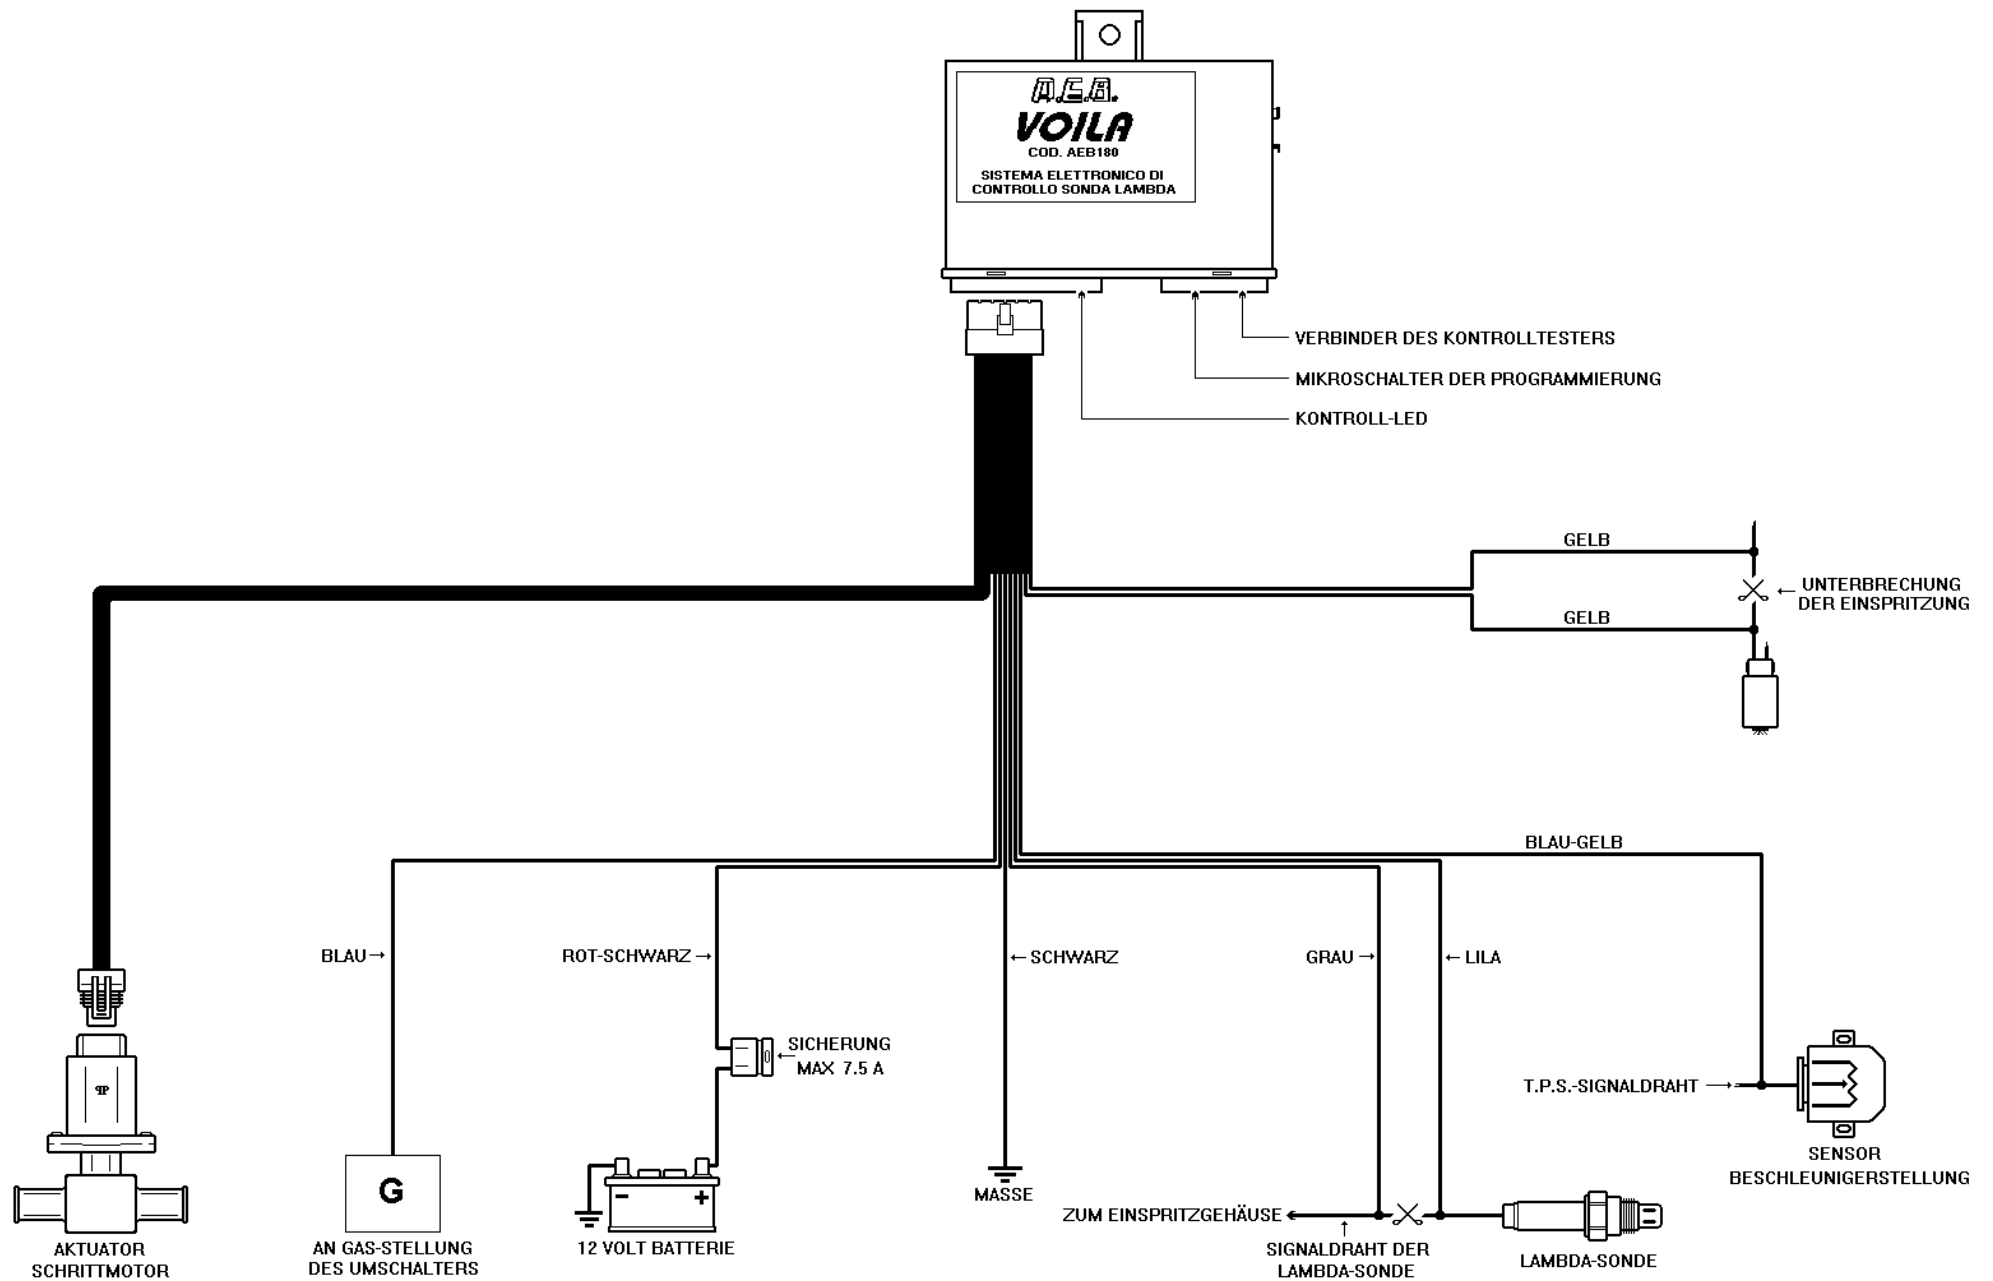 A.E.B.
VOILA
COD. AEB180
SISTEMA ELETTRONICO DI
CONTROLLO SONDA LAMBDA
VERBINDER DES KONTROLLTESTERS
MIKROSCHALTER DER PROGRAMMIERUNG
KONTROLL-LED
GELB
UNTERBRECHUNG
DER EINSPRITZUNG
GELB
BLAU-GELB
BLAU
ROT-SCHWARZ
SCHWARZ
GRAU
LILA
SICHERUNG
MAX 7.5 A
T.P.S.-SIGNALDRAHT
SENSOR
BESCHLEUNIGERSTELLUNG
G
- +
MASSE
ZUM EINSPRITZGEHÄUSE
AKTUATOR
SCHRITTMOTOR
AN GAS-STELLUNG
DES UMSCHALTERS
12 VOLT BATTERIE
SIGNALDRAHT DER
LAMBDA-SONDE
LAMBDA-SONDE